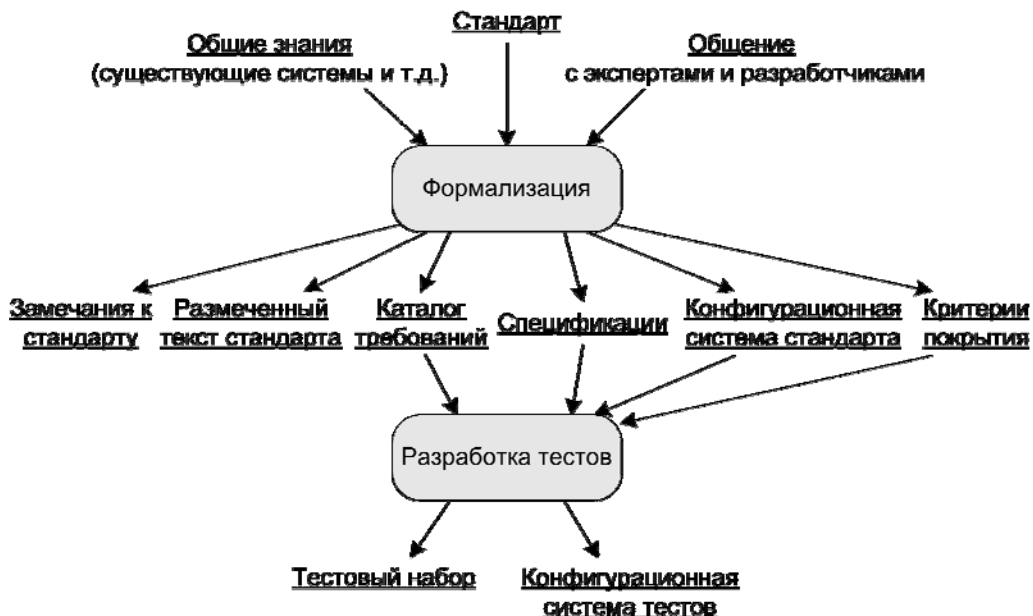 Стандарт
Общие знания
(существующие системы и т.д.)
Общение
с экспертами и разработчиками
Формализация
Замечания к
стандарту
Размеченный
текст стандарта
Каталог
требований
Спецификации
Конфигурационная
система стандарта
Критерии
покрытия
Разработка тестов
Тестовый набор
Конфигурационная
система тестов